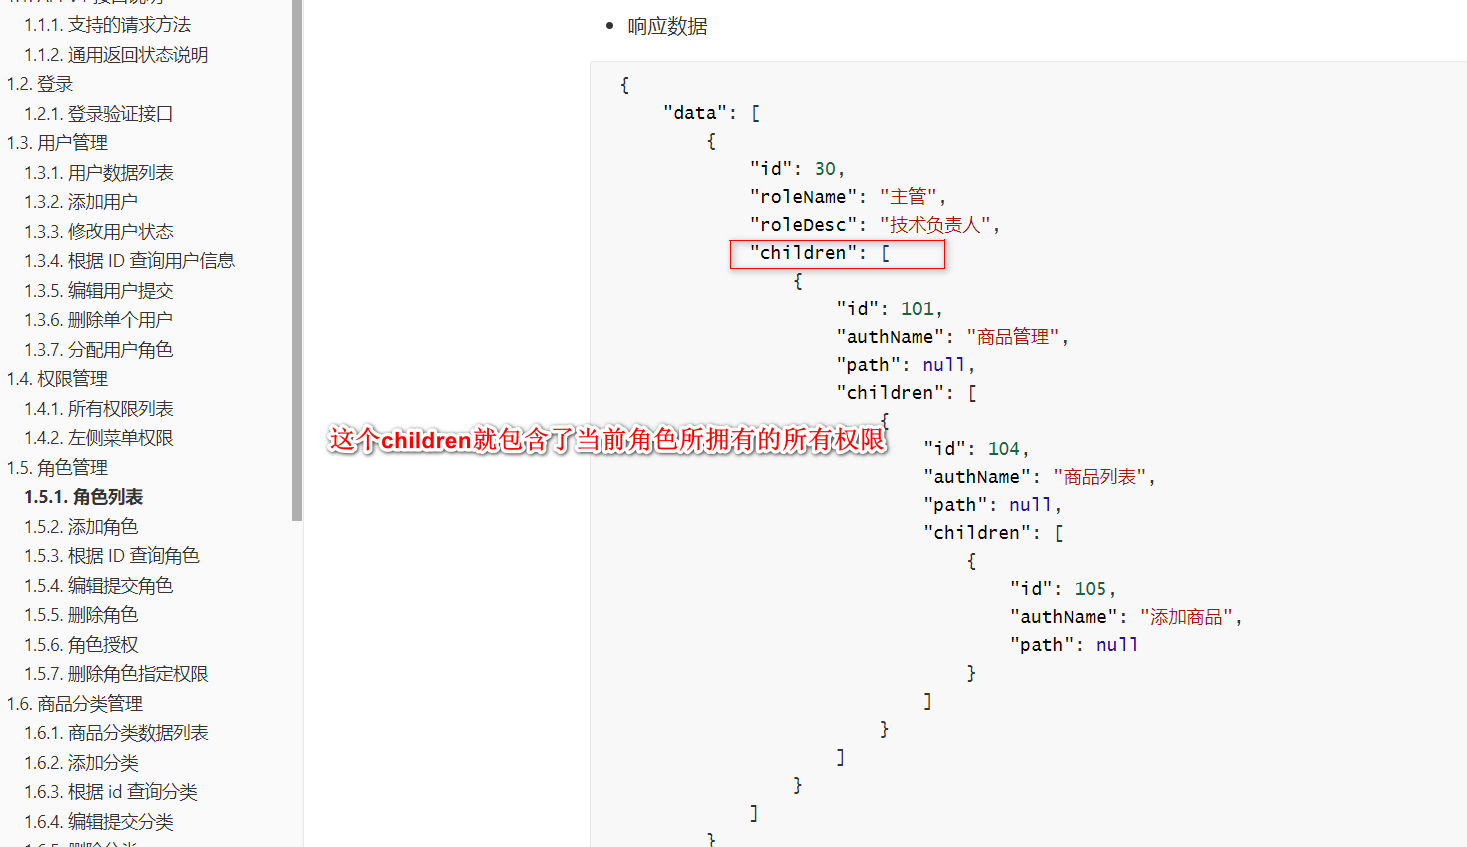 1.1.1. 支持的请求方法
1.1.2. 通用返回状态说明
1.2. 登录
1.2.1. 登录验证接口
1.3. 用户管理
1.3.1. 用户数据列表
1.3.2. 添加用户
1.3.3. 修改用户状态
1.3.4. 根据 ID 查询用户信息
1.3.5. 编辑用户提交
1.3.6. 删除单个用户
1.3.7. 分配用户角色
1.4. 权限管理
1.4.1. 所有权限列表
1.4.2. 左侧菜单权限
1.5. 角色管理
1.5.1. 角色列表
1.5.2. 添加角色
1.5.3. 根据 ID 查询角色
1.5.4. 编辑提交角色
1.5.5. 删除角色
1.5.6. 角色授权
1.5.7. 删除角色指定权限
1.6. 商品分类管理
1.6.1. 商品分类数据列表
1.6.2. 添加分类
1.6.3. 根据 id 查询分类
1.6.4. 编辑提交分类
• 响应数据
{
"data": [
{
"id": 30,
"roleName": "主管",
"roleDesc": "技术负责人",
"children": [
{
"id": 101,
"authName": "商品管理",
"path": null,
"children": [
{
这个children就包含了当前角色所拥有的所有权限
"id": 104,
"authName": "商品列表",
"path": null,
"children": [
{
"id": 105,
"authName": "添加商品",
"path": null
}
]
}
]
}
]
}